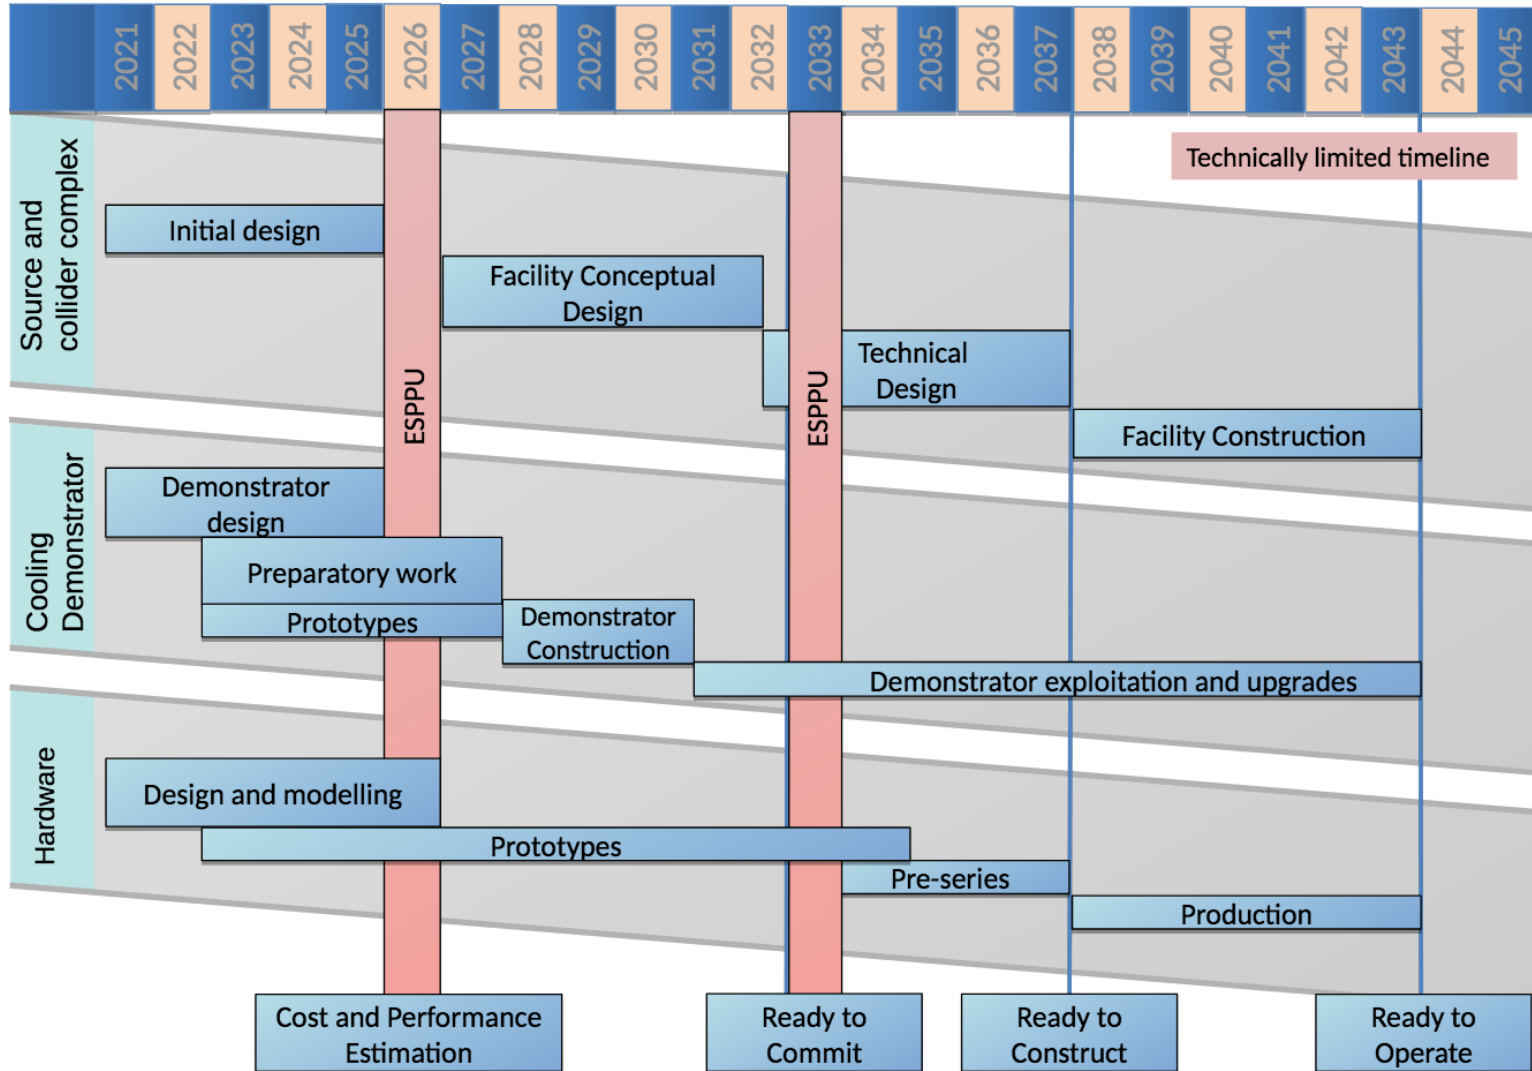 2021
2022
2023
2024
2025
2026
2027
2028
2029
2030
2031
2032
2033
2034
2035
2036
2037
2038
2039
2040
2041
2042
2043
2044
2045
Technically limited timeline
Source and
collider complex
Initial design
Facility Conceptual
Design
Technical
Design
Facility Construction
ESPPU
ESPPU
Cooling
Demonstrator
Demonstrator
design
Preparatory work
Prototypes
Demonstrator
Construction
Demonstrator exploitation and upgrades
Hardware
Design and modelling
Prototypes
Pre-series
Production
Cost and Performance
Estimation
Ready to
Commit
Ready to
Construct
Ready to
Operate